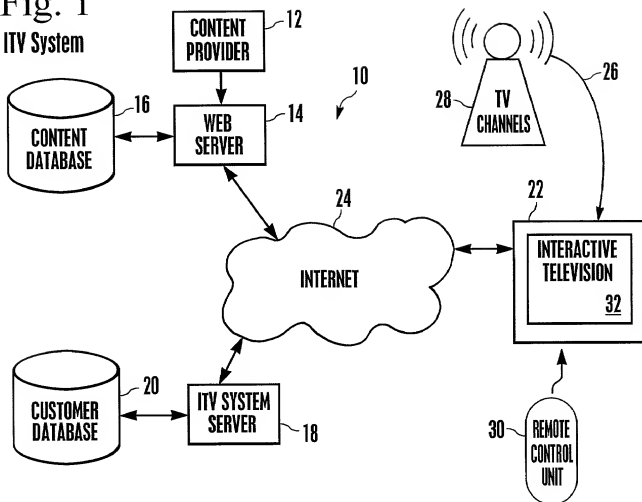 Fig. 1
ITV System
CONTENT
PROVIDER
12
10
16
CONTENT
DATABASE
14
WEB
SERVER
28
TV
CHANNELS
26
24
INTERNET
22
INTERACTIVE
TELEVISION
32
20
CUSTOMER
DATABASE
ITV SYSTEM
SERVER
18
30
REMOTE
CONTROL
UNIT